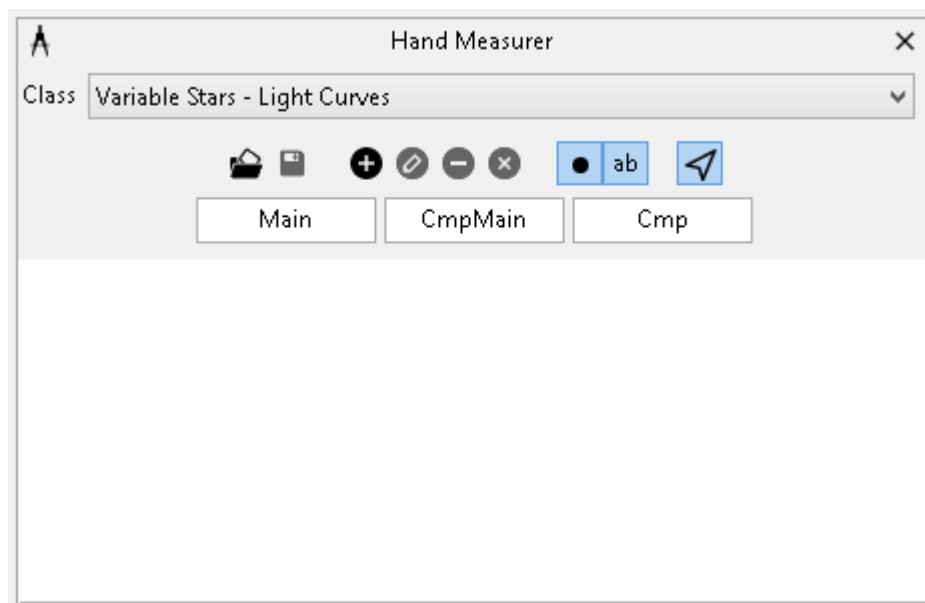 Hand Measurer
Class Variable Stars - Light Curves
ab
Main CmpMain Cmp